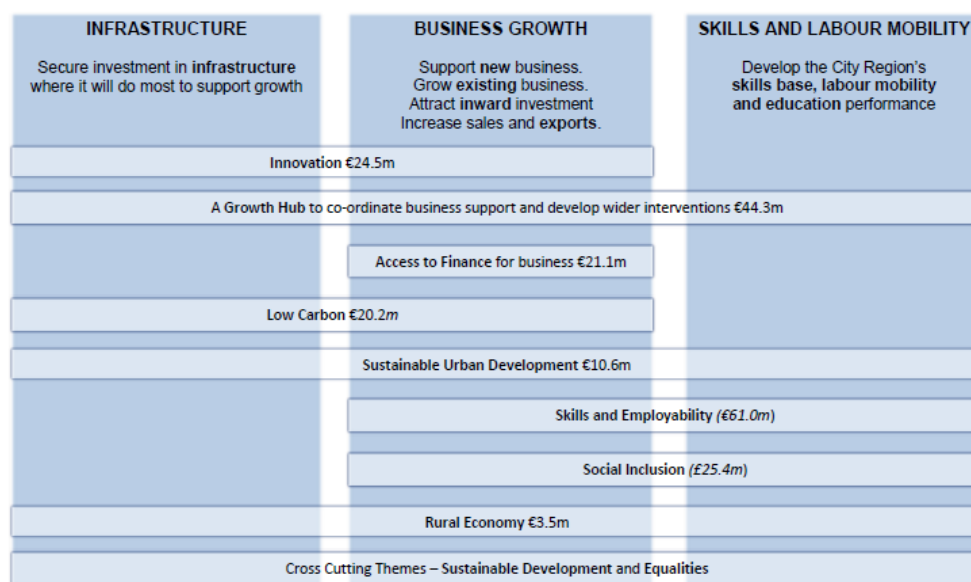 INFRASTRUCTURE
Secure investment in infrastructure
where it will do most to support growth
BUSINESS GROWTH
Support new business.
Grow existing business.
Attract inward investment
Increase sales and exports.
SKILLS AND LABOUR MOBILITY
Develop the City Region's
skills base, labour mobility
and education performance
Innovation €24.5m
A Growth Hub to co-ordinate business support and develop wider interventions €44.3m
Access to Finance for business €21.1m
Low Carbon €20.2m
Sustainable Urban Development €10.6m
Skills and Employability (€61.0m)
Social Inclusion (£25.4m)
Rural Economy €3.5m
Cross Cutting Themes – Sustainable Development and Equalities